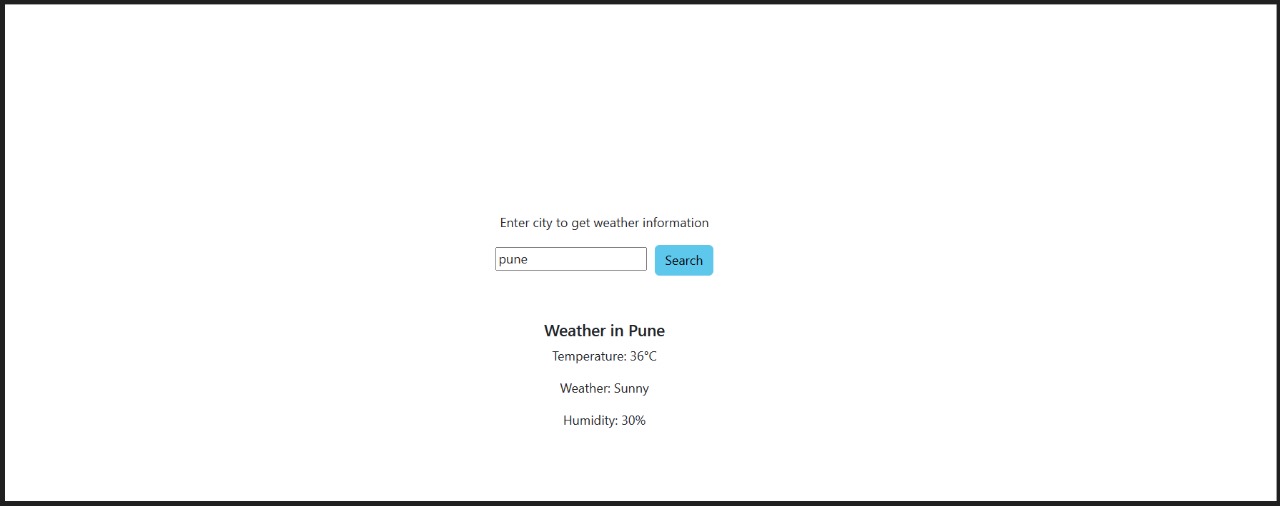 Enter city to get weather information
pune Search
Weather in Pune
Temperature: 36°C
Weather: Sunny
Humidity: 30%